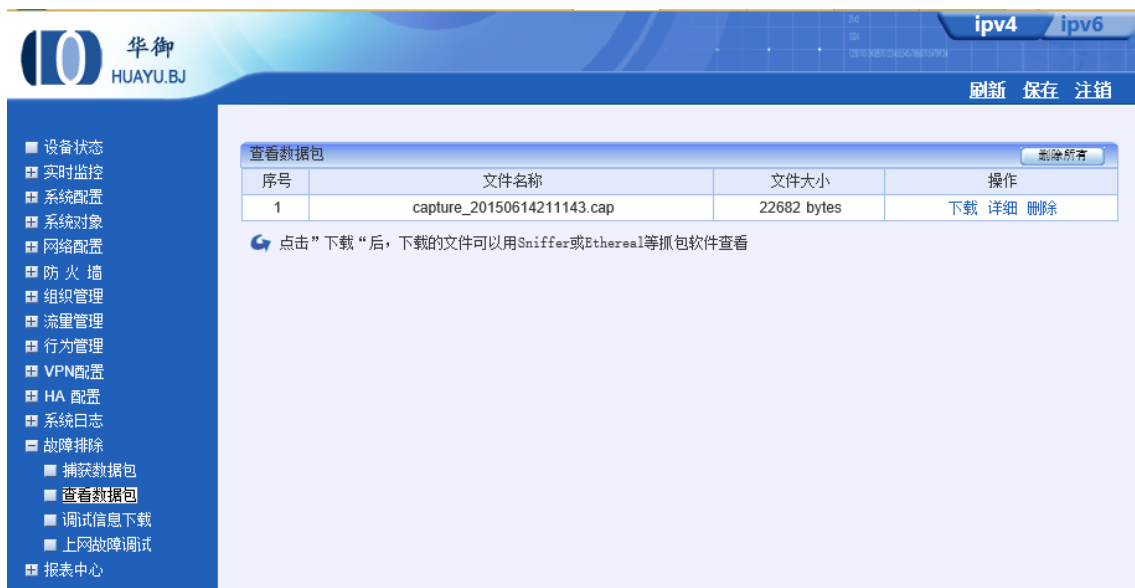 华御
HUAYU.BJ
ipv4 ipv6
刷新 保存 注销
设备状态
实时监控
系统配置
系统对象
网络配置
防 火 墙
组织管理
流量管理
行为管理
VPN配置
HA 配置
系统日志
故障排除
捕获数据包
查看数据包
调试信息下载
上网故障调试
报表中心
查看数据包 删除所有
序号 文件名称 文件大小 操作
1 capture_20150614211143.cap 22682 bytes 下载 详细 删除
点击”下载“后，下载的文件可以用Sniffer或Ethereal等抓包软件查看